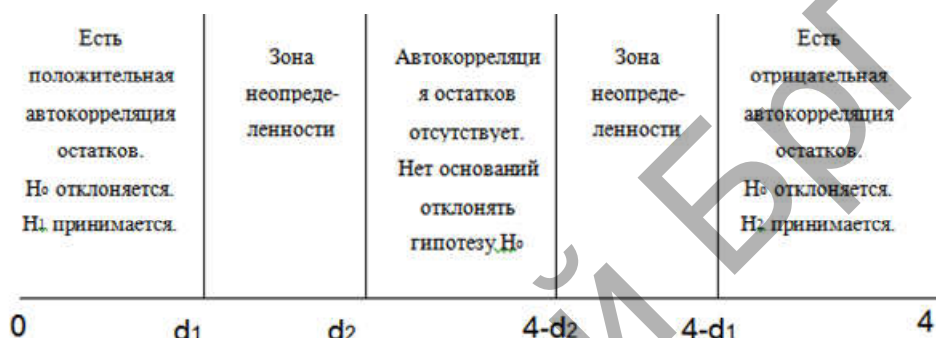 Есть
положительная
автокорреляция
остатков.
H₀ отклоняется.
H₁ принимается.
Зона
неопреде-
ленности
Автокорреляци
я остатков
отсутствует.
Нет оснований
отклонять
гипотезу H₀
Зона
неопреде-
ленности
Есть
отрицательная
автокорреляция
остатков.
H₀ отклоняется.
H₂ принимается.
0 d₁ d₂ 4-d₂ 4-d₁ 4